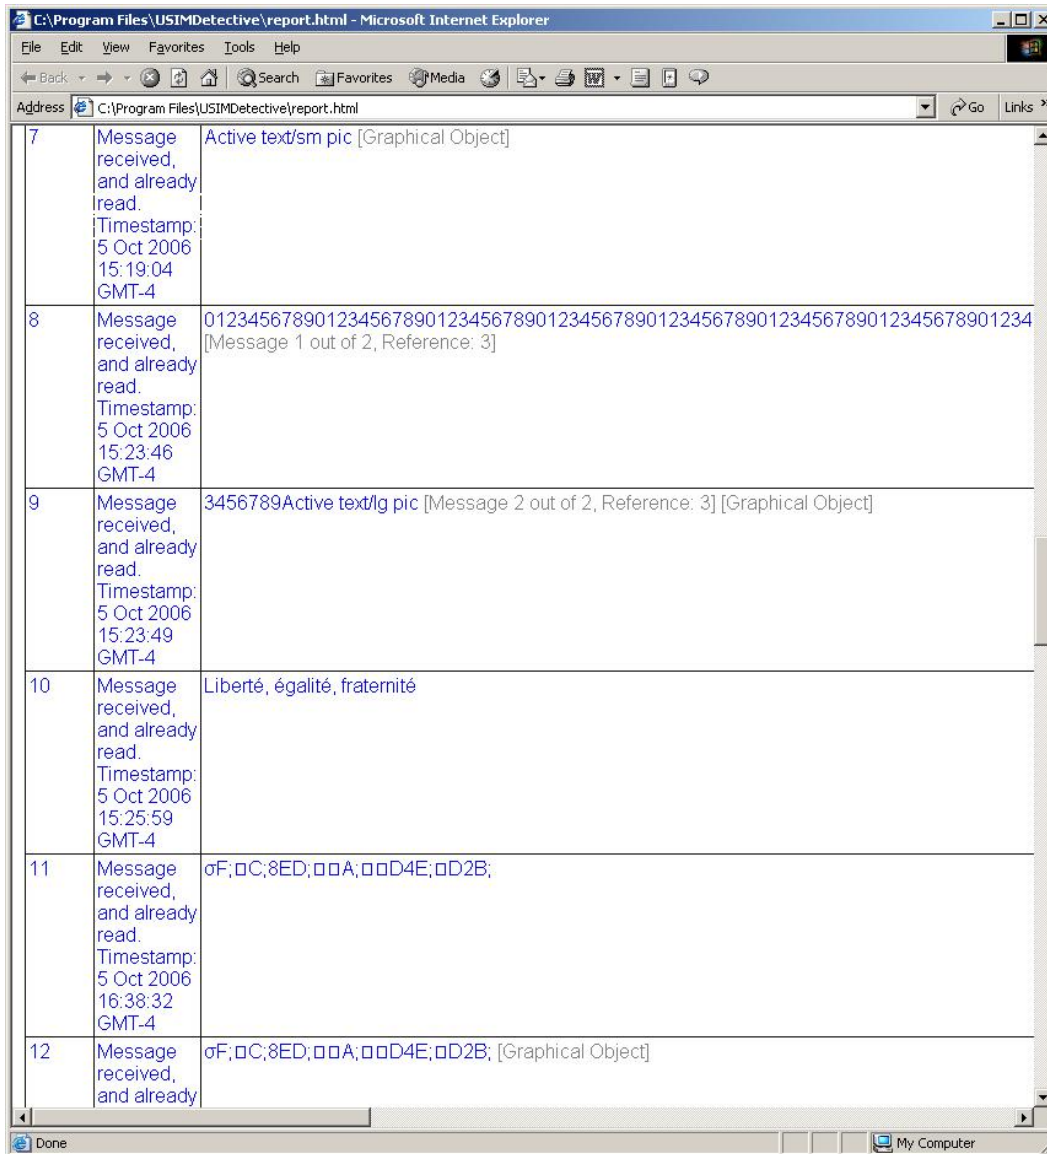 C:\Program Files\USIMDetective\report.html - Microsoft Internet Explorer
File Edit View Favorites Tools Help
Back Search Favorites Media
Address C:\Program Files\USIMDetective\report.html Go Links »
7
Message
received,
and already
read.
Timestamp:
5 Oct 2006
15:19:04
GMT-4
Active text/sm pic [Graphical Object]
8
Message
received,
and already
read.
Timestamp:
5 Oct 2006
15:23:46
GMT-4
012345678901234567890123456789012345678901234567890123456789012345678901234
[Message 1 out of 2, Reference: 3]
9
Message
received,
and already
read.
Timestamp:
5 Oct 2006
15:23:49
GMT-4
3456789Active text/lg pic [Message 2 out of 2, Reference: 3] [Graphical Object]
10
Message
received,
and already
read.
Timestamp:
5 Oct 2006
15:25:59
GMT-4
Liberté, égalité, fraternité
11
Message
received,
and already
read.
Timestamp:
5 Oct 2006
16:38:32
GMT-4
σF;□C;8ED;□□A;□□D4E;□D2B;
12
Message
received,
and already
σF;□C;8ED;□□A;□□D4E;□D2B; [Graphical Object]
Done
My Computer